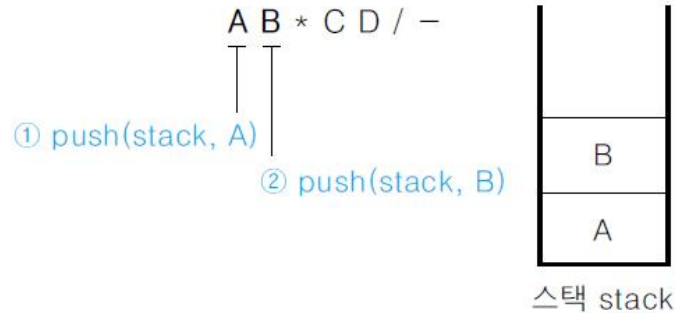 A B * C D / −
① push(stack, A)
② push(stack, B)
B
A
스택 stack